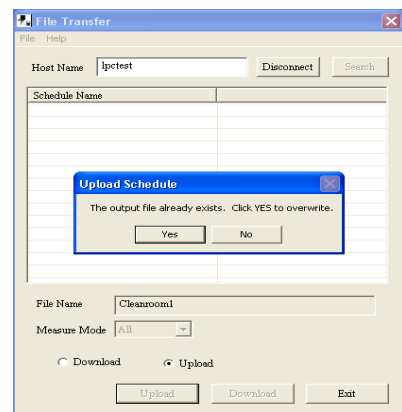 File Transfer
File Help
Host Name lpctest Disconnect Search
Schedule Name
Upload Schedule
The output file already exists. Click YES to overwrite.
Yes No
File Name Cleanroom1
Measure Mode All
Download Upload
Upload Download Exit